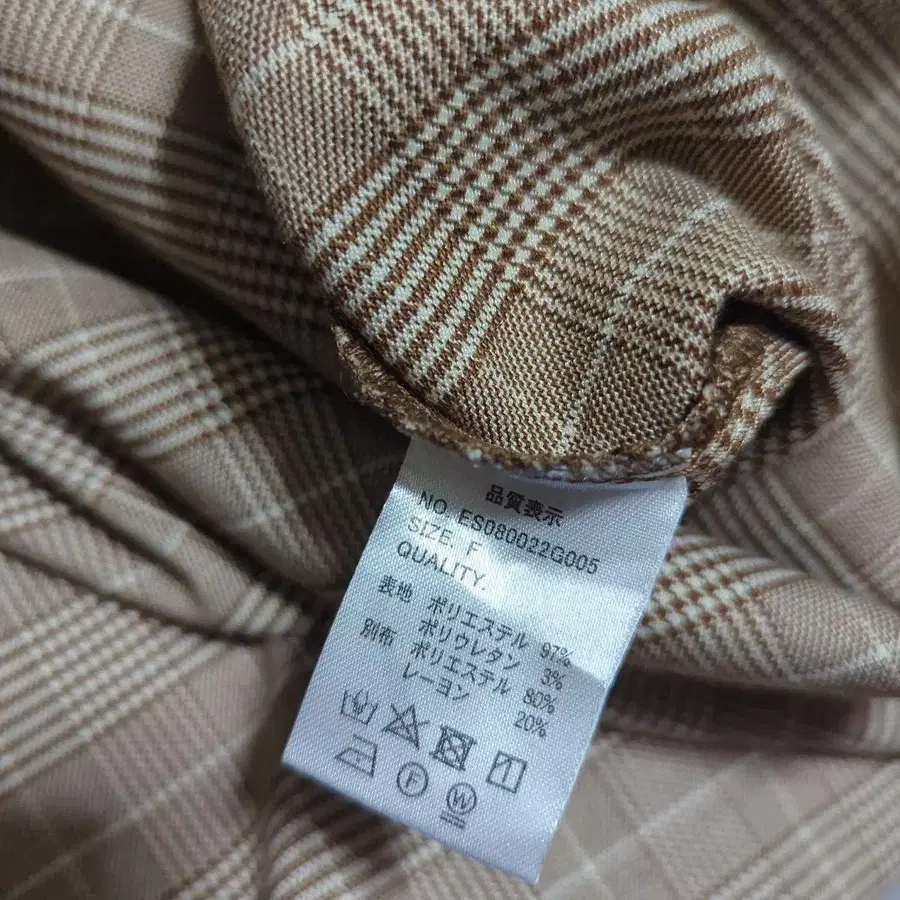 品質表示
NO. ES080022G005
SIZE. F
QUALITY.
表地 ポリエステル 97%
ポリウレタン 3%
別布 ポリエステル 80%
レーヨン 20%
F
W